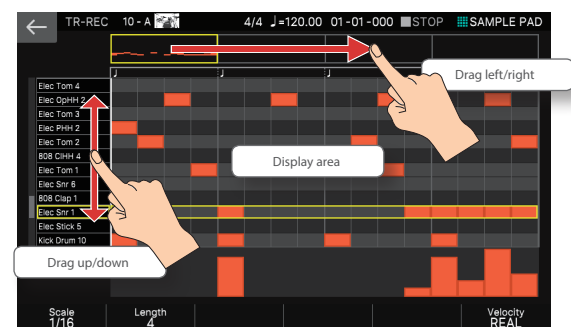 TR-REC 10 - A 4/4 ♩=120.00 01 - 01 - 000 STOP SAMPLE PAD
Drag left/right
Elec Tom 4
Elec OpHH 2
Elec Tom 3
Elec PHH 2
Elec Tom 2
808 ClHH 4
Elec Tom 1
Elec Snr 6
808 Clap 1
Elec Snr 1
Elec Stick 5
Kick Drum 10
Display area
Drag up/down
Scale Length Velocity
1/16 4 REAL